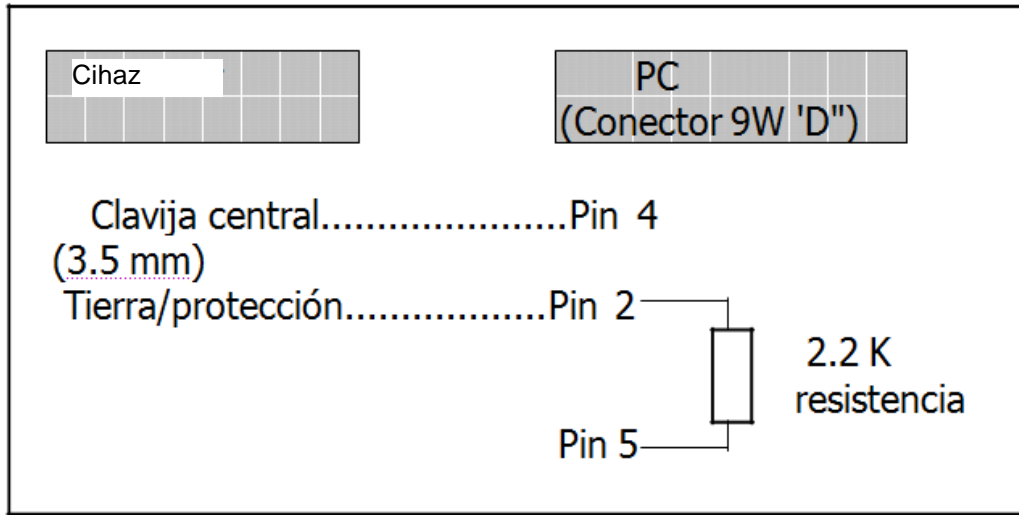 Cihaz
PC
(Conector 9W 'D")
Clavija central......................Pin 4
(3.5 mm)
Tierra/protección..................Pin 2
2.2 K
resistencia
Pin 5